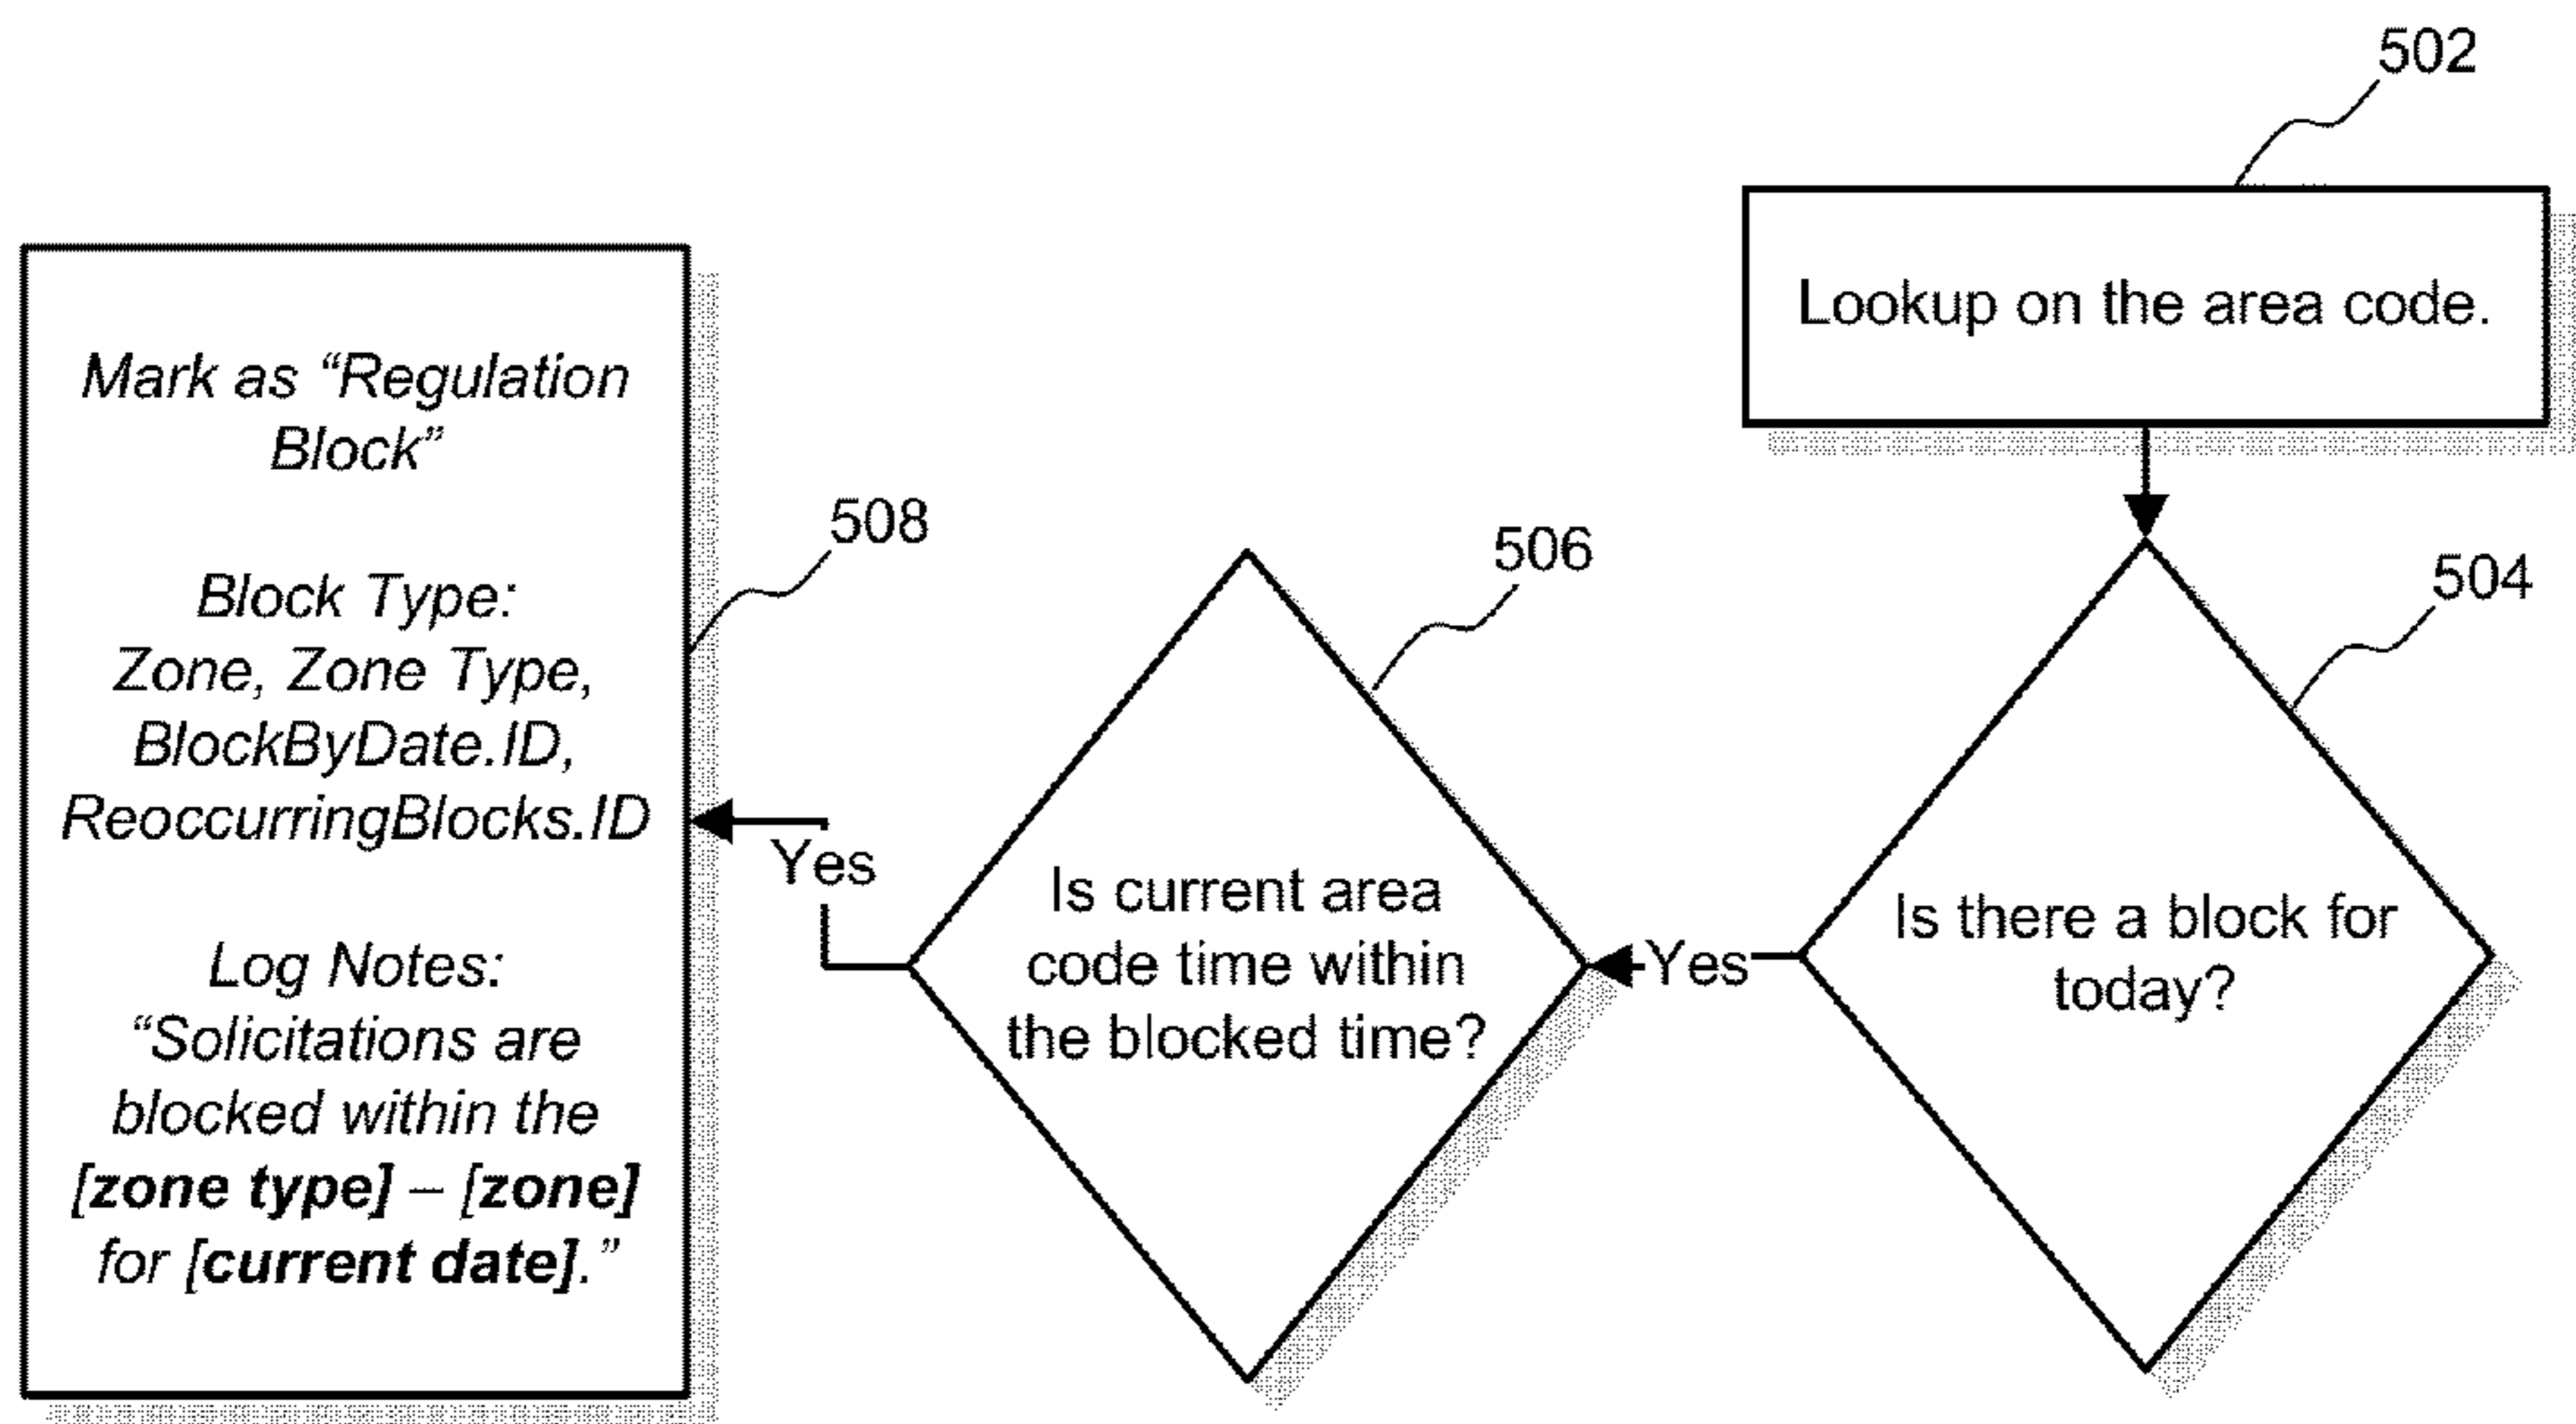 502
Lookup on the area code.
504
Is there a block for
today?
Yes
506
Is current area
code time within
the blocked time?
Yes
508
Mark as “Regulation
Block”
Block Type:
Zone, Zone Type,
BlockByDate.ID,
ReoccurringBlocks.ID
Log Notes:
“Solicitations are
blocked within the
[zone type] – [zone]
for [current date].”